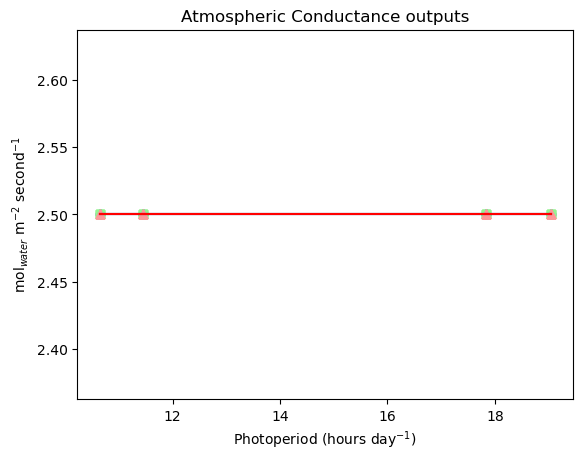 Atmospheric Conductance outputs
2.60
2.55
2.50
2.45
2.40
mol$_{water}$ m$^{-2}$ second$^{-1}$
12 14 16 18
Photoperiod (hours day$^{-1}$)